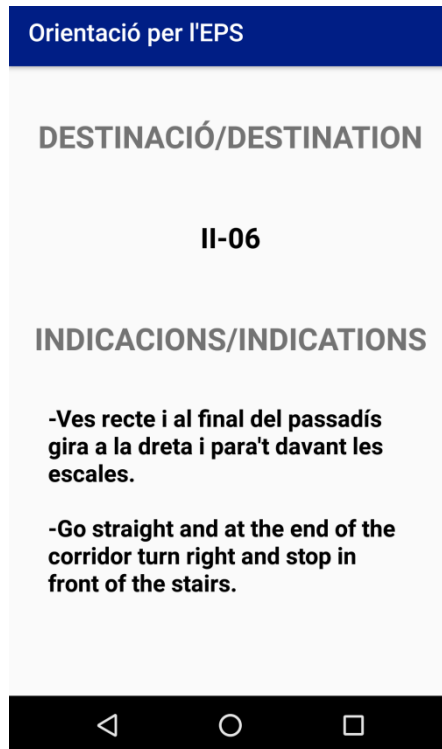 Orientació per l'EPS
DESTINACIÓ/DESTINATION
II-06
INDICACIONS/INDICATIONS
-Ves recte i al final del passadís
gira a la dreta i para't davant les
escales.
-Go straight and at the end of the
corridor turn right and stop in
front of the stairs.